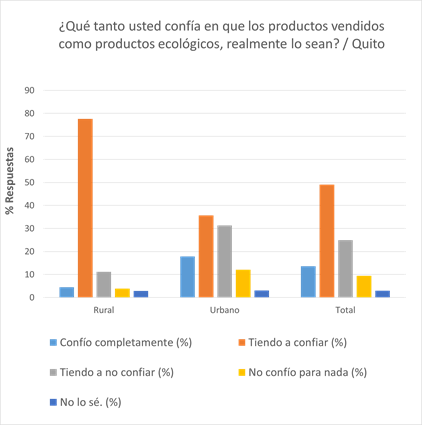 ¿Qué tanto usted confía en que los productos vendidos
como productos ecológicos, realmente lo sean? / Quito
% Respuestas
90
80
70
60
50
40
30
20
10
0
Rural
Urbano
Total
Confío completamente (%)
Tiendo a confiar (%)
Tiendo a no confiar (%)
No confío para nada (%)
No lo sé. (%)